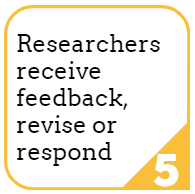 Researchers
receive
feedback,
revise or
respond
5